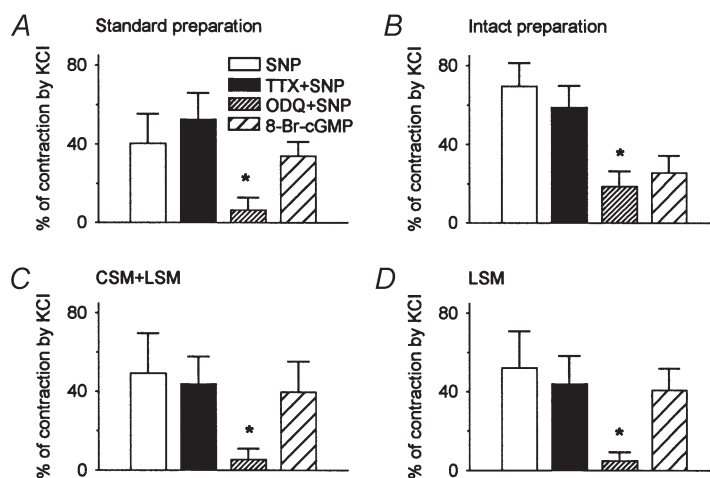 A Standard preparation
80
40
0
% of contraction by KCl
SNP
TTX+SNP
ODQ+SNP
8-Br-cGMP
*
B Intact preparation
80
40
0
% of contraction by KCl
*
C CSM+LSM
80
40
0
% of contraction by KCl
*
D LSM
80
40
0
% of contraction by KCl
*